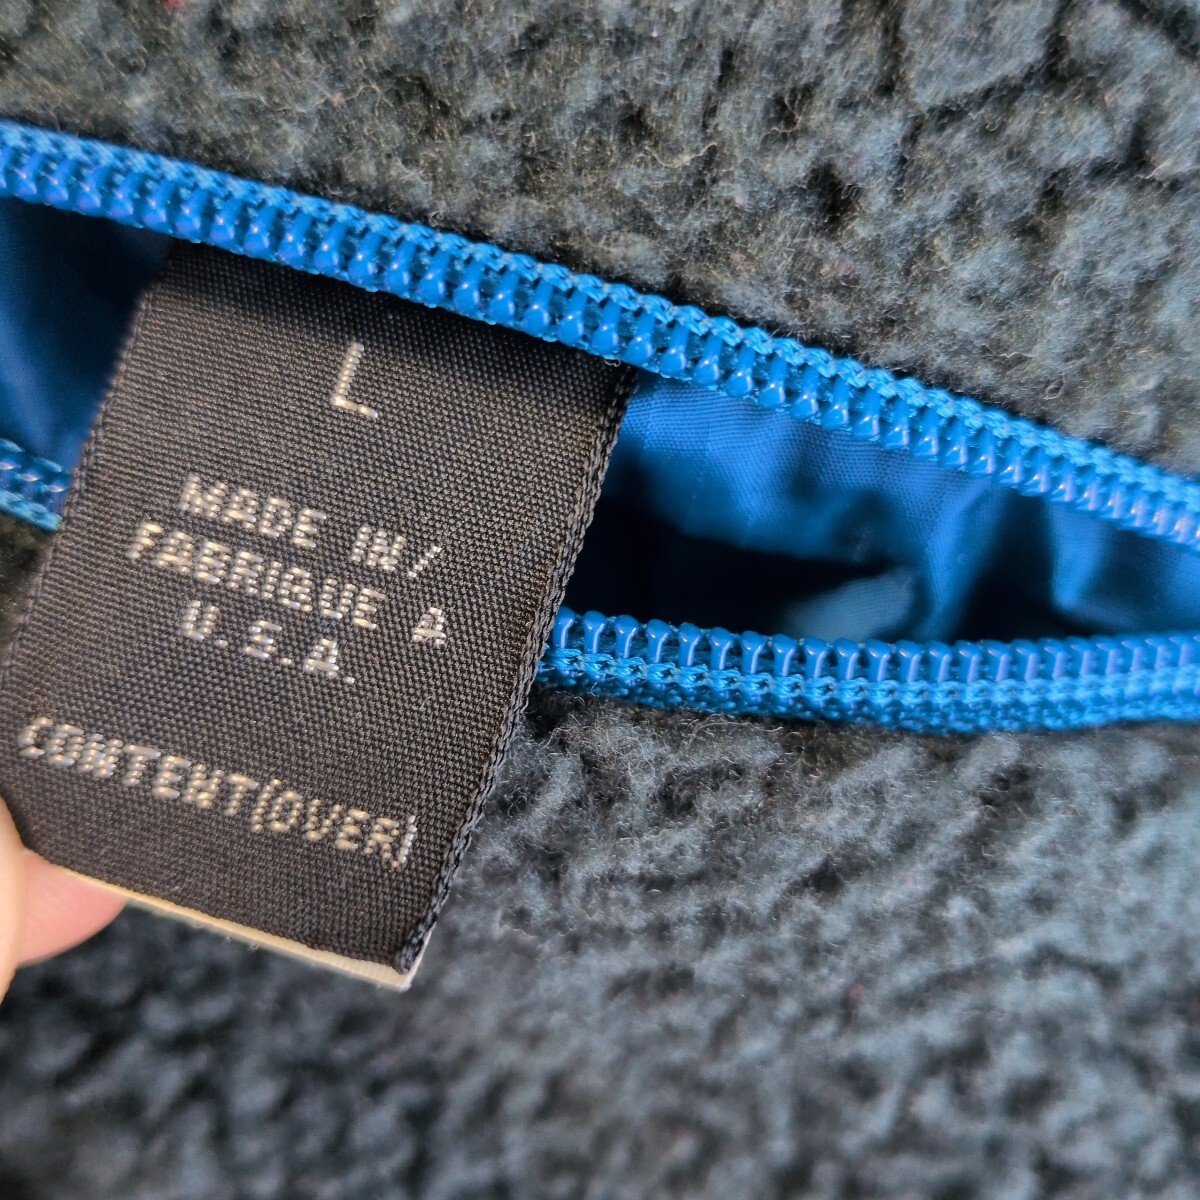 L
MADE IN/
FABRIQUE A
U.S.A.
CONTENT(OVER)